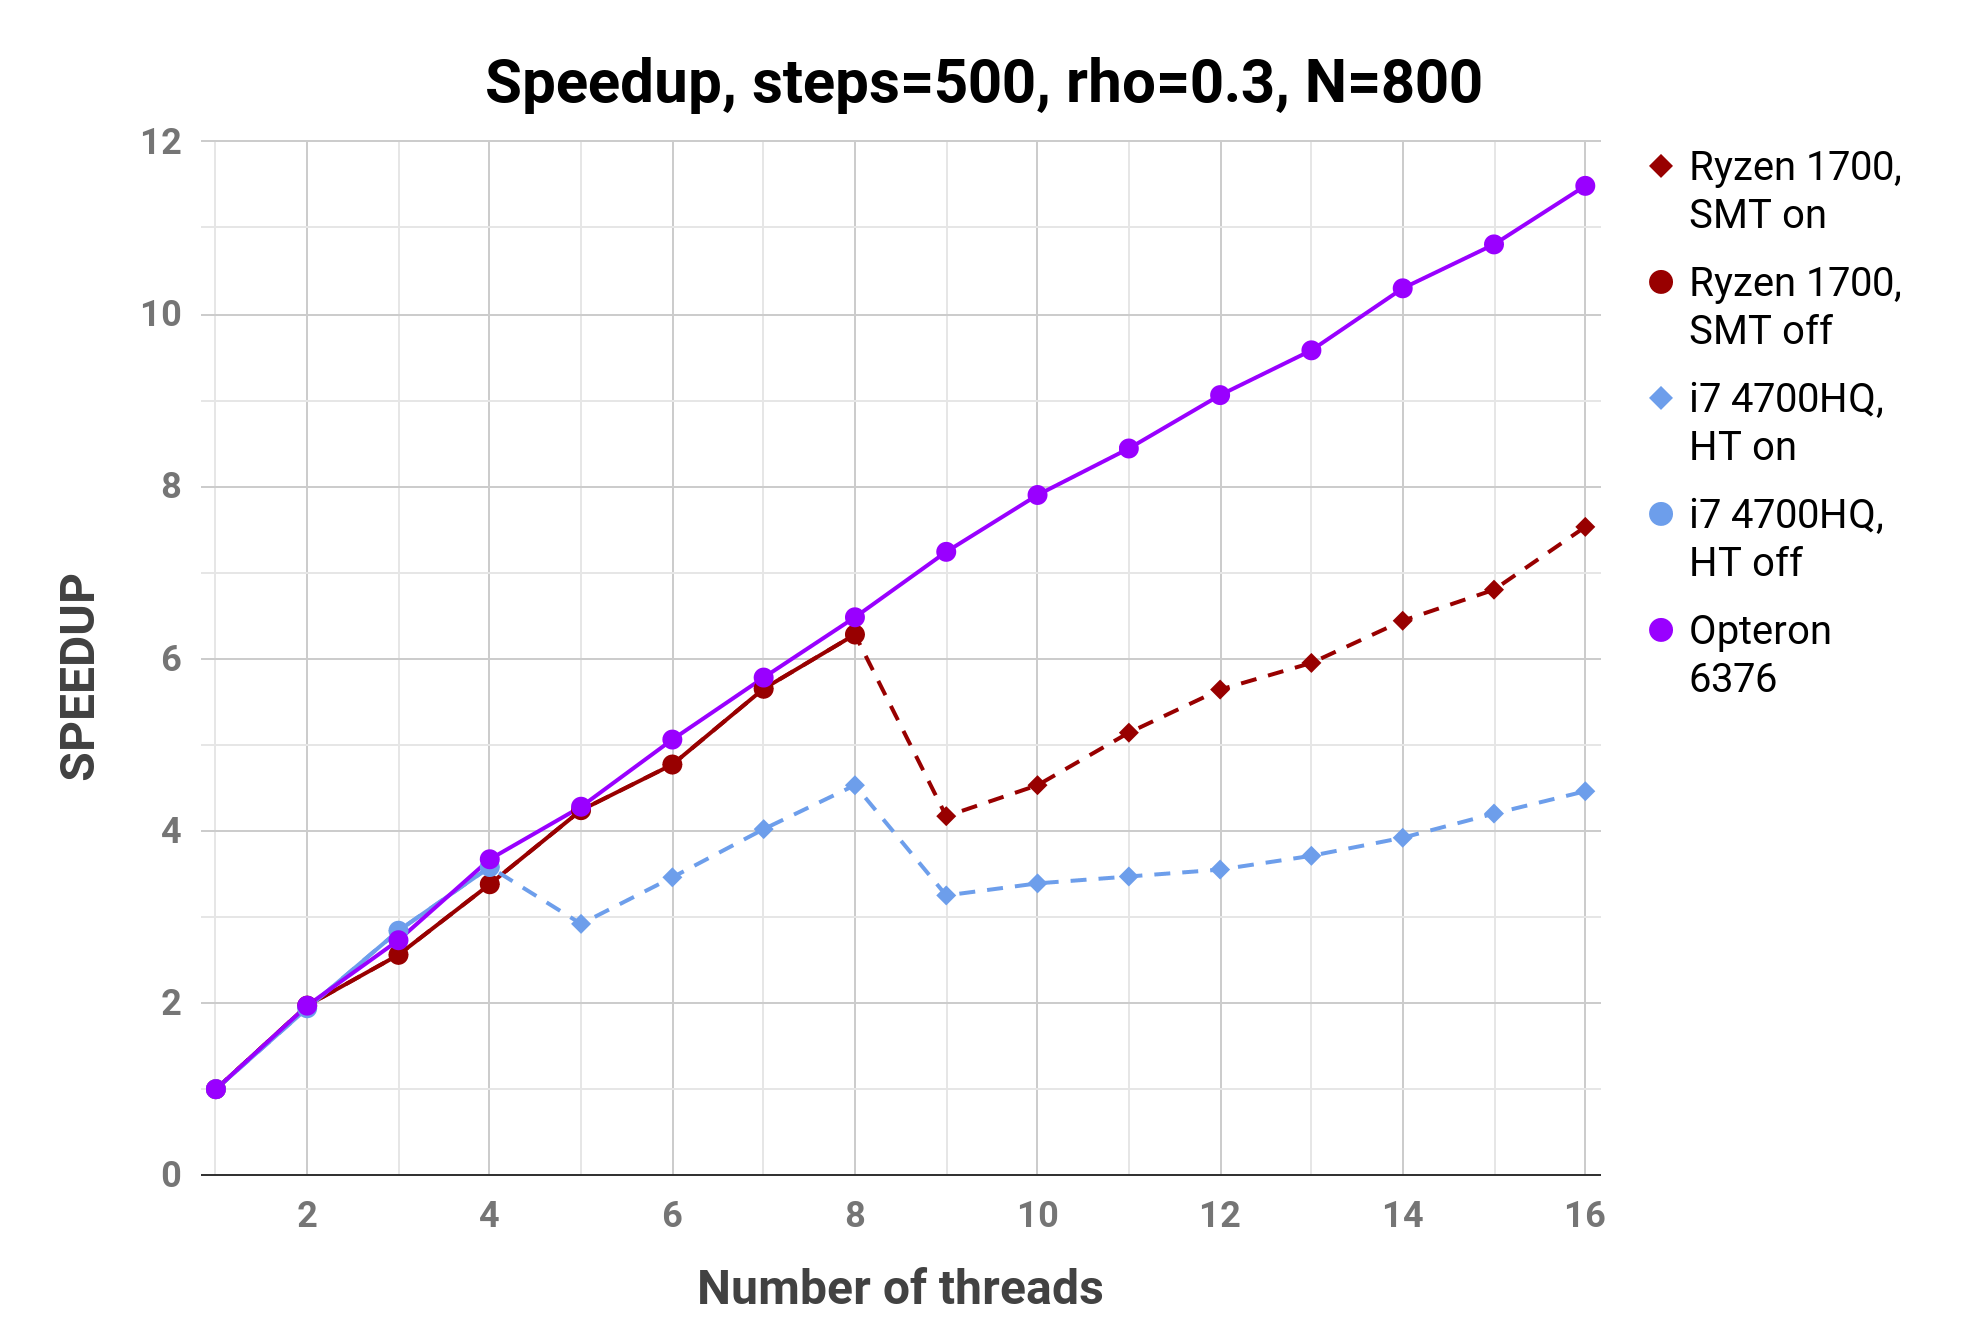 Speedup, steps=500, rho=0.3, N=800
12
10
8
6
4
2
0
SPEEDUP
2 4 6 8 10 12 14 16
Number of threads
Ryzen 1700,
SMT on
Ryzen 1700,
SMT off
i7 4700HQ,
HT on
i7 4700HQ,
HT off
Opteron
6376